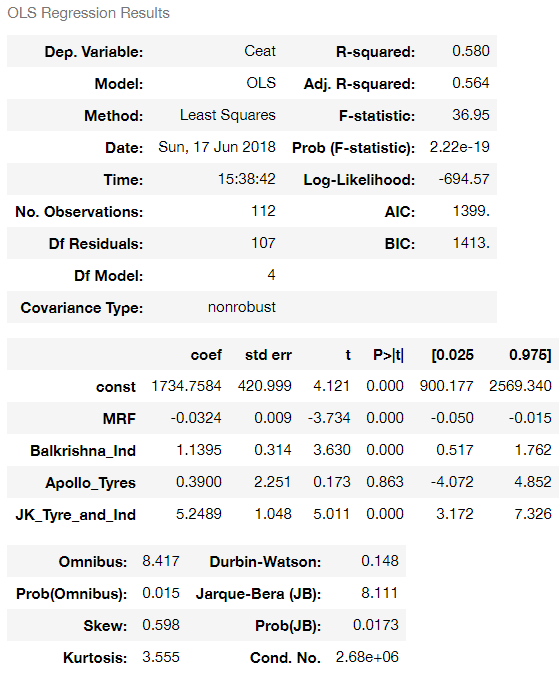 OLS Regression Results
Dep. Variable: Ceat R-squared: 0.580
Model: OLS Adj. R-squared: 0.564
Method: Least Squares F-statistic: 36.95
Date: Sun, 17 Jun 2018 Prob (F-statistic): 2.22e-19
Time: 15:38:42 Log-Likelihood: -694.57
No. Observations: 112 AIC: 1399.
Df Residuals: 107 BIC: 1413.
Df Model: 4
Covariance Type: nonrobust
coef std err t P>|t| [0.025 0.975]
const 1734.7584 420.999 4.121 0.000 900.177 2569.340
MRF -0.0324 0.009 -3.734 0.000 -0.050 -0.015
Balkrishna_Ind 1.1395 0.314 3.630 0.000 0.517 1.762
Apollo_Tyres 0.3900 2.251 0.173 0.863 -4.072 4.852
JK_Tyre_and_Ind 5.2489 1.048 5.011 0.000 3.172 7.326
Omnibus: 8.417 Durbin-Watson: 0.148
Prob(Omnibus): 0.015 Jarque-Bera (JB): 8.111
Skew: 0.598 Prob(JB): 0.0173
Kurtosis: 3.555 Cond. No. 2.68e+06